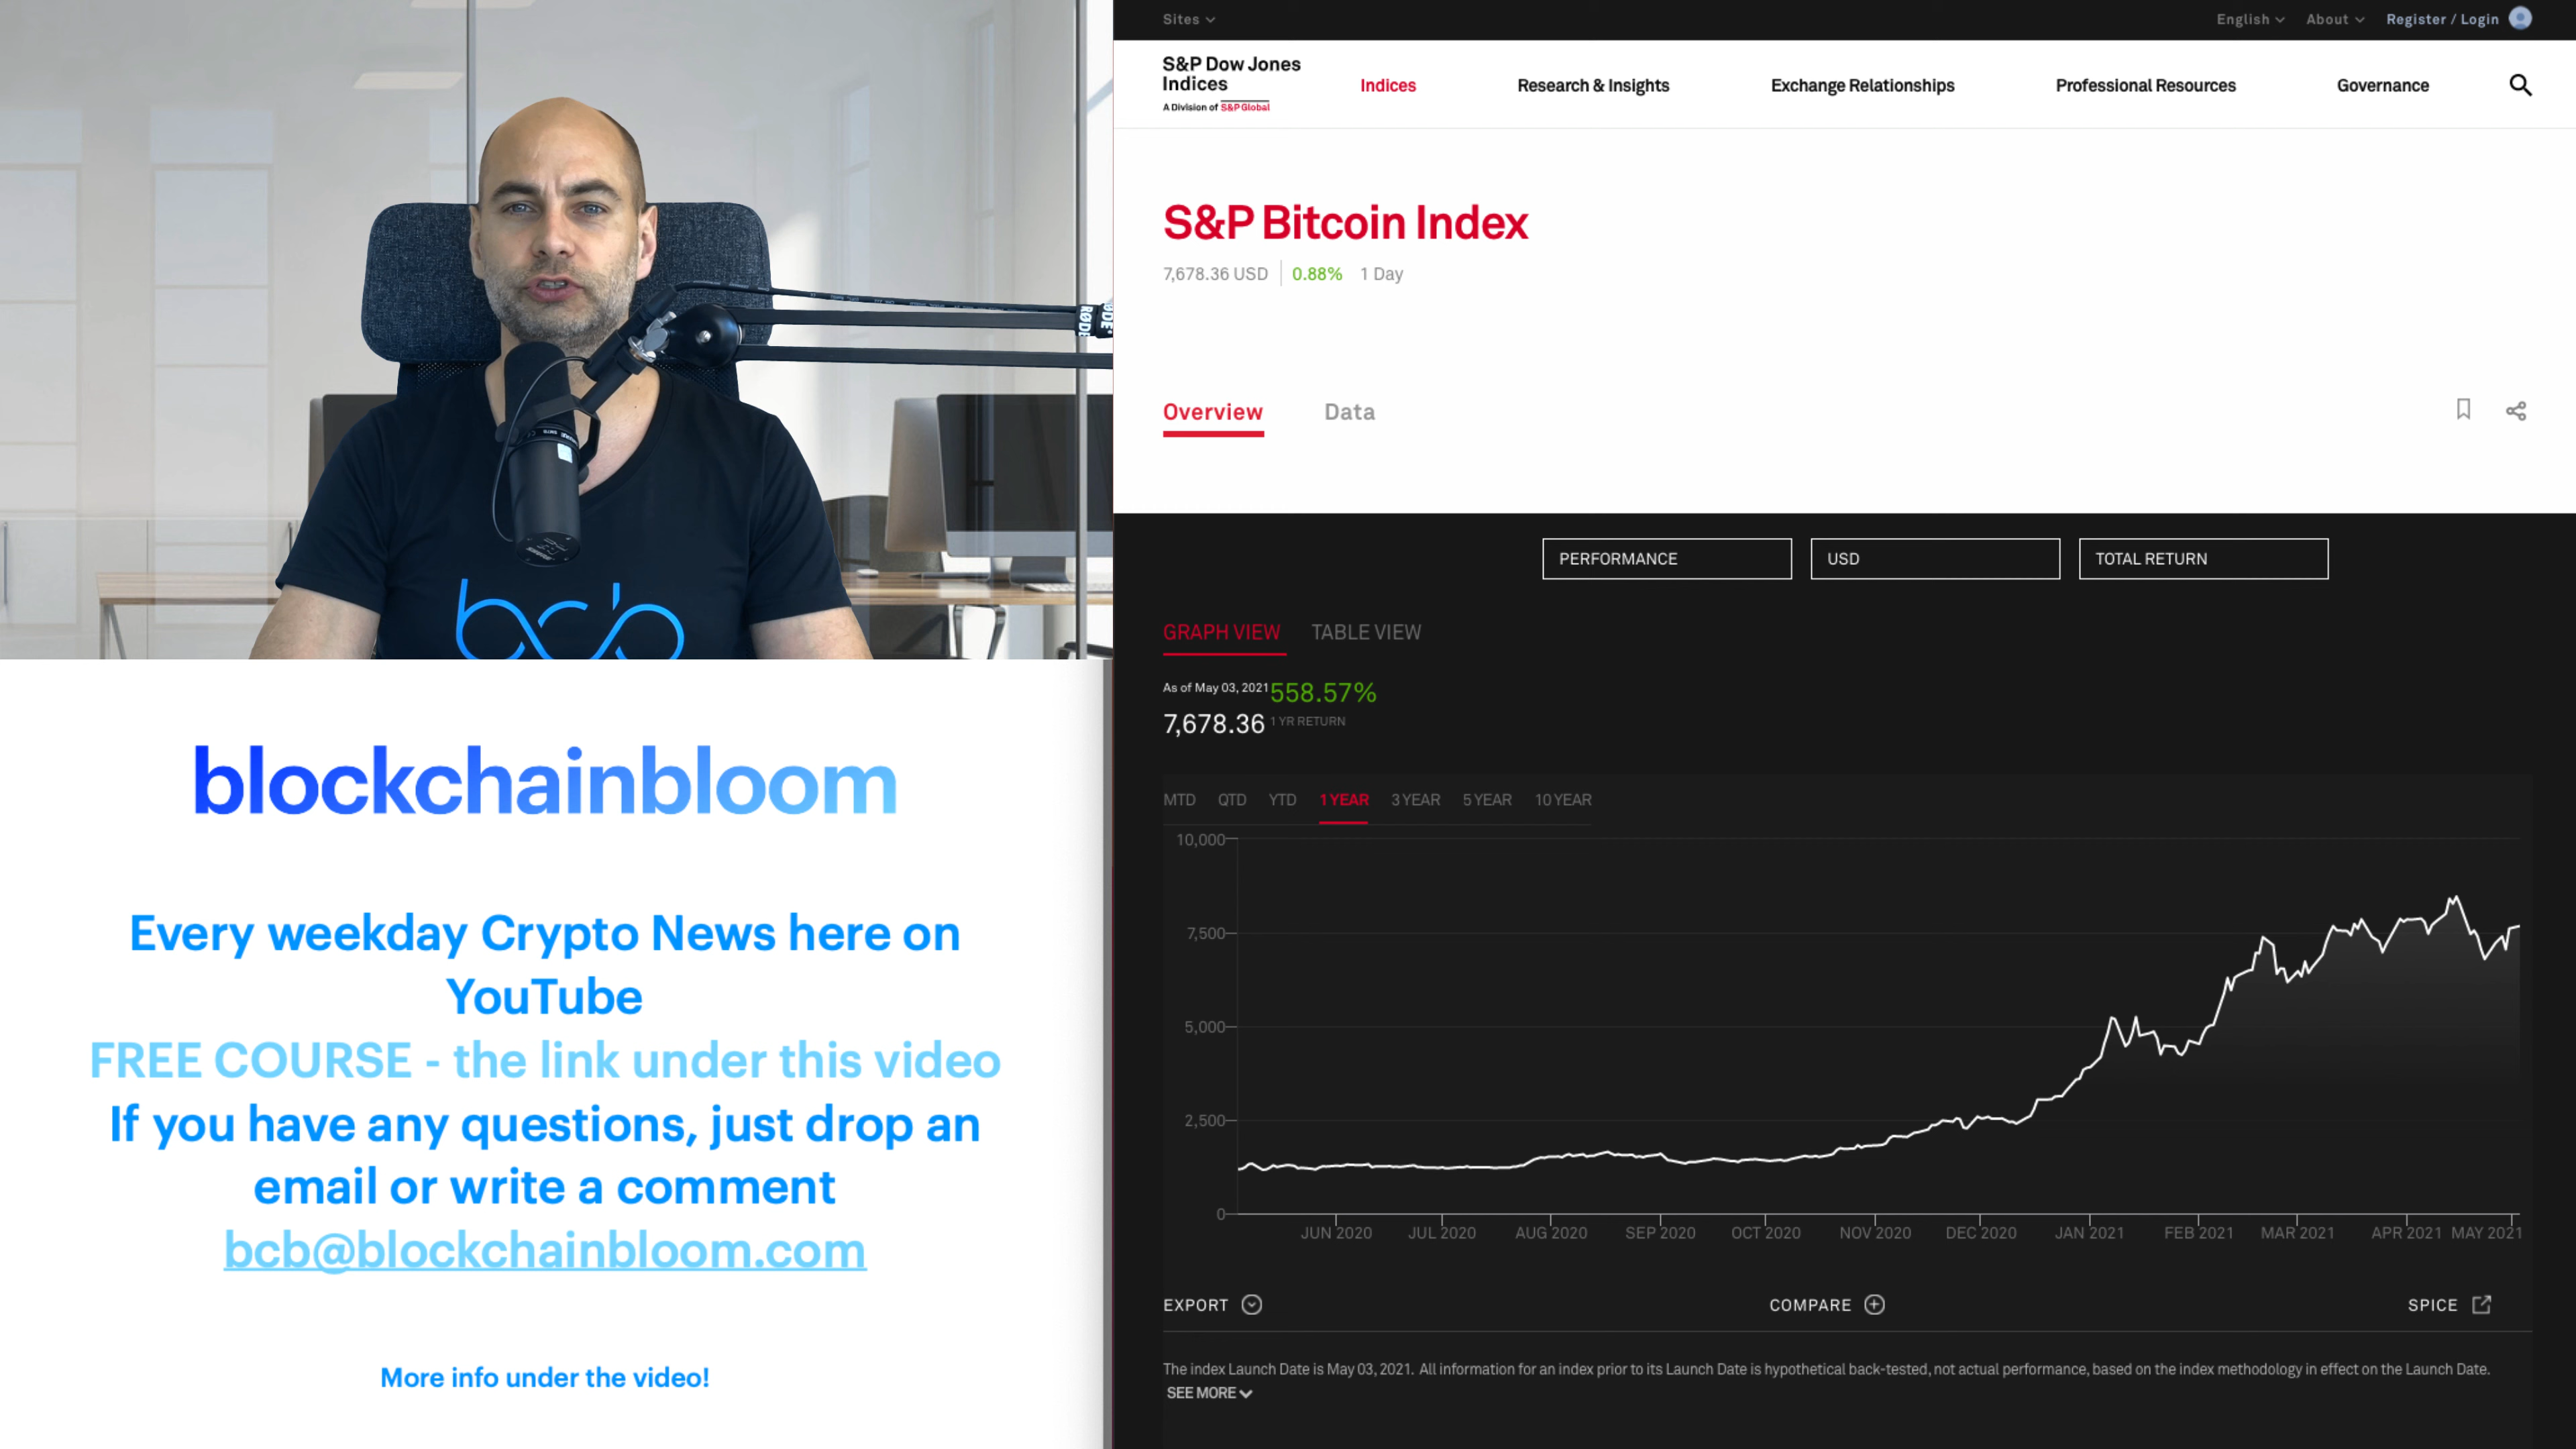 RØDE
bcb
blockchainbloom
Every weekday Crypto News here on
YouTube
FREE COURSE - the link under this video
If you have any questions, just drop an
email or write a comment
bcb@blockchainbloom.com
More info under the video!
Sites
English
About
Register / Login
S&P Dow Jones
Indices
A Division of S&P Global
Indices
Research & Insights
Exchange Relationships
Professional Resources
Governance
S&P Bitcoin Index
7,678.36 USD
0.88%
1 Day
Overview
Data
PERFORMANCE
USD
TOTAL RETURN
GRAPH VIEW
TABLE VIEW
As of May 03, 2021 558.57%
7,678.36 1 YR RETURN
MTD QTD YTD 1 YEAR 3 YEAR 5 YEAR 10 YEAR
10,000
7,500
5,000
2,500
0
JUN 2020 JUL 2020 AUG 2020 SEP 2020 OCT 2020 NOV 2020 DEC 2020 JAN 2021 FEB 2021 MAR 2021 APR 2021 MAY 2021
EXPORT
COMPARE
SPICE
The index Launch Date is May 03, 2021. All information for an index prior to its Launch Date is hypothetical back-tested, not actual performance, based on the index methodology in effect on the Launch Date.
SEE MORE